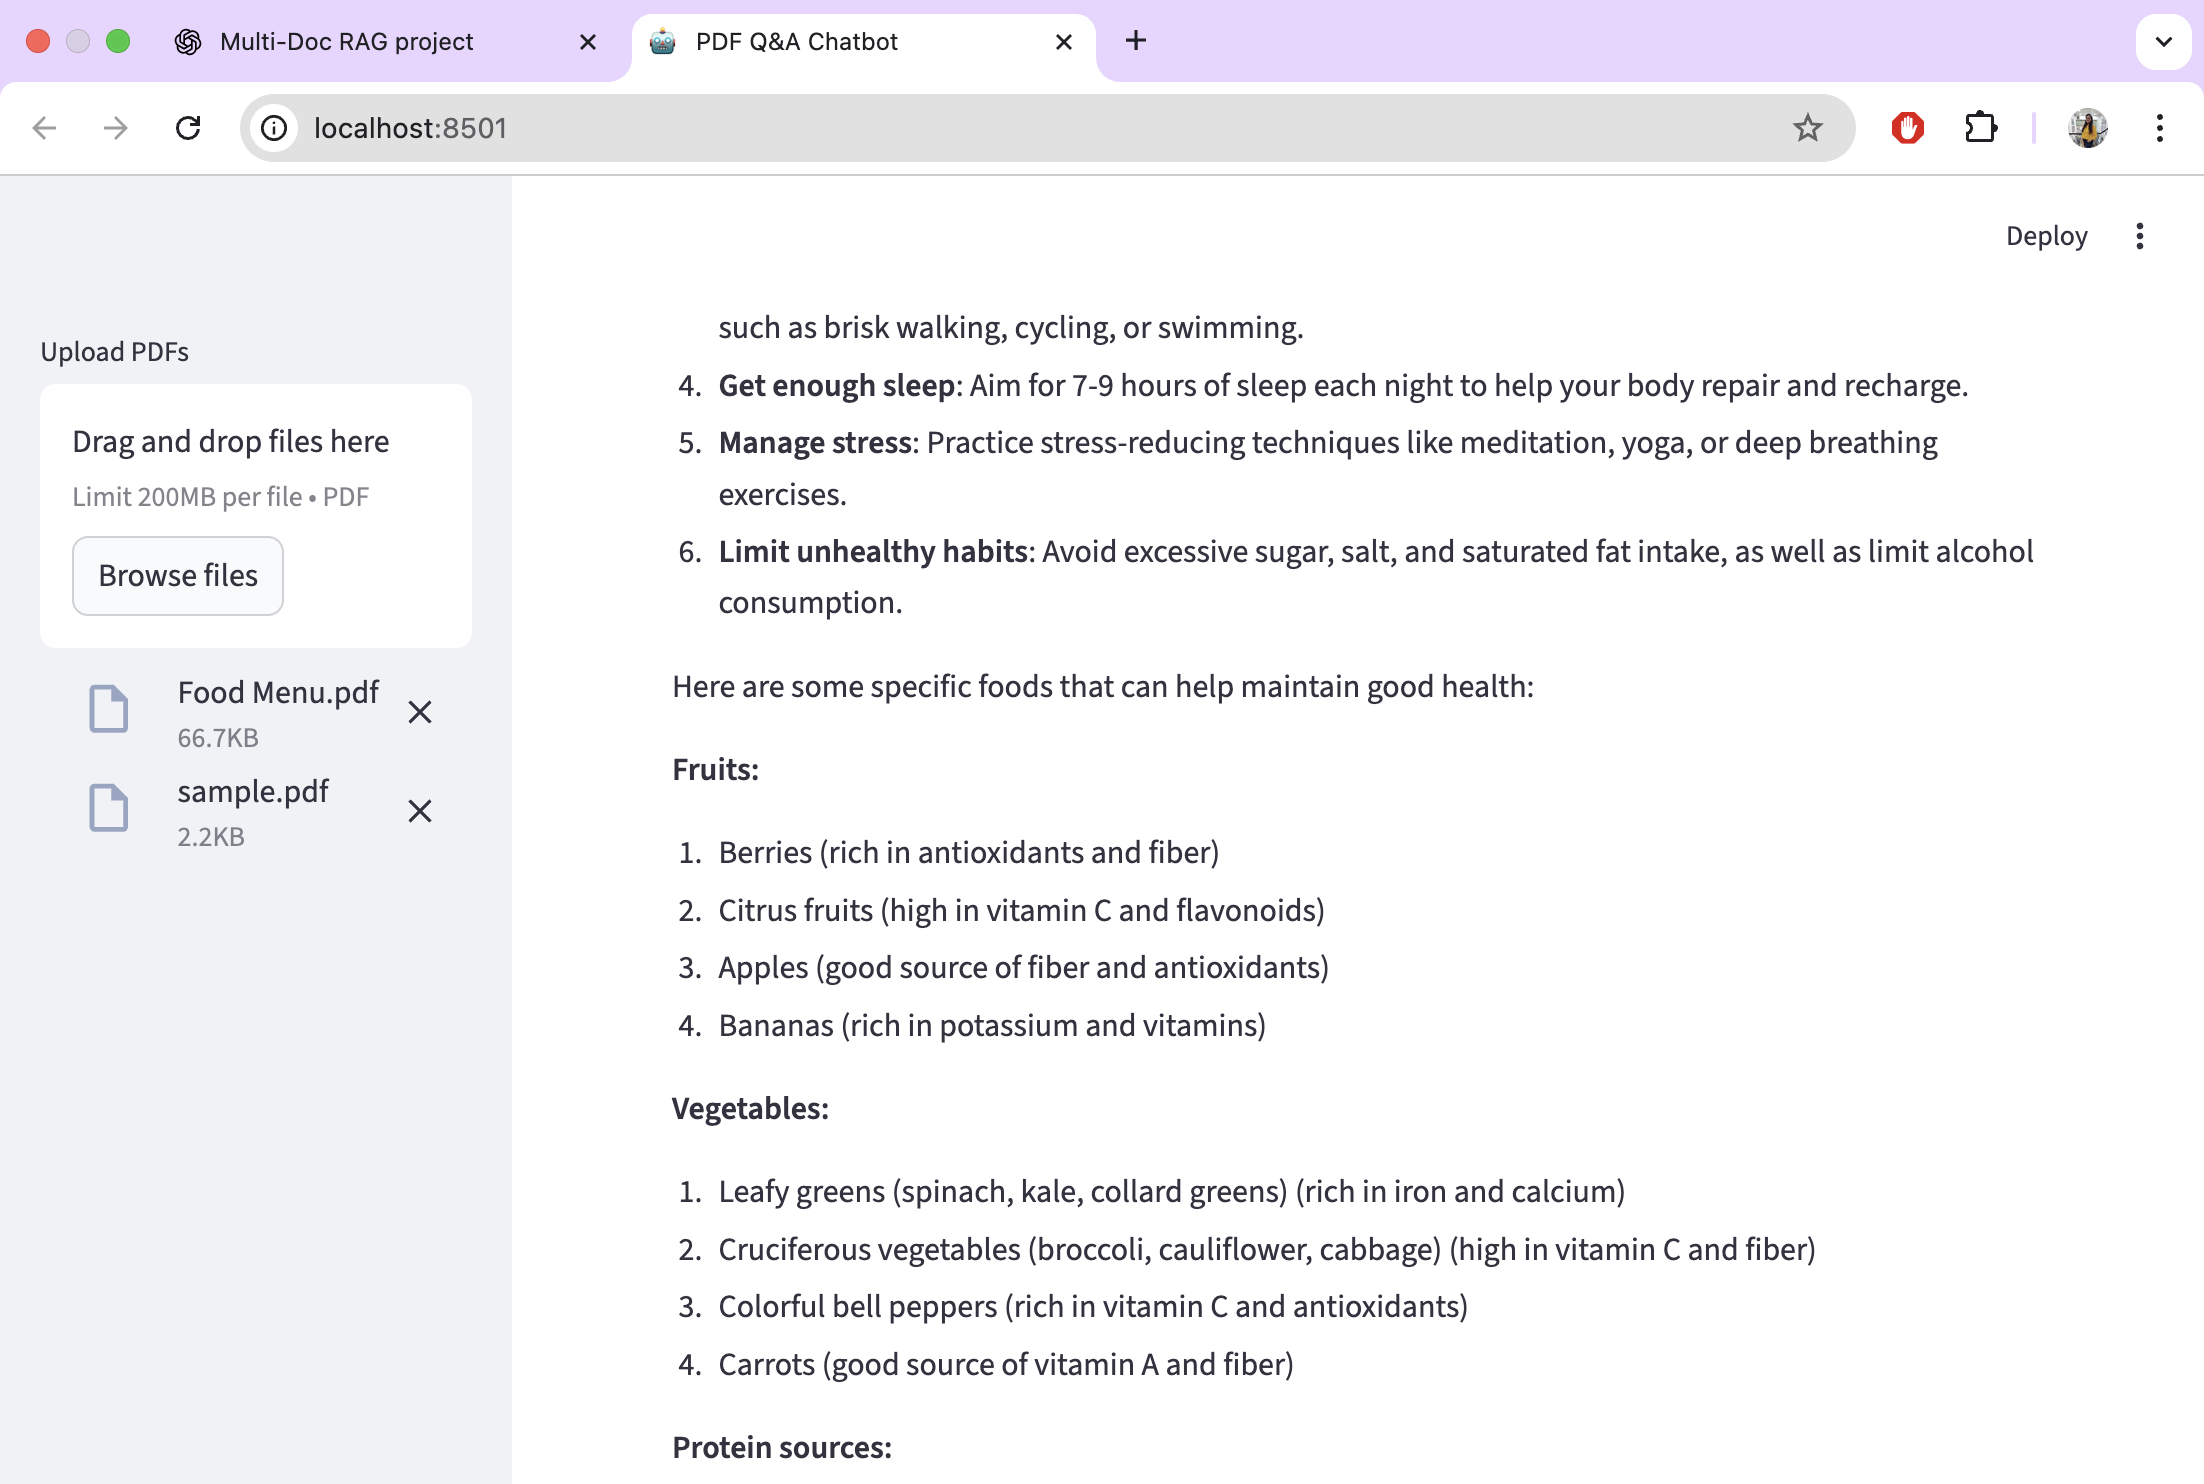 Multi-Doc RAG project
PDF Q&A Chatbot
localhost:8501
Deploy
Upload PDFs
Drag and drop files here
Limit 200MB per file • PDF
Browse files
Food Menu.pdf
66.7KB
sample.pdf
2.2KB
such as brisk walking, cycling, or swimming.
4. Get enough sleep: Aim for 7-9 hours of sleep each night to help your body repair and recharge.
5. Manage stress: Practice stress-reducing techniques like meditation, yoga, or deep breathing
exercises.
6. Limit unhealthy habits: Avoid excessive sugar, salt, and saturated fat intake, as well as limit alcohol
consumption.
Here are some specific foods that can help maintain good health:
Fruits:
1. Berries (rich in antioxidants and fiber)
2. Citrus fruits (high in vitamin C and flavonoids)
3. Apples (good source of fiber and antioxidants)
4. Bananas (rich in potassium and vitamins)
Vegetables:
1. Leafy greens (spinach, kale, collard greens) (rich in iron and calcium)
2. Cruciferous vegetables (broccoli, cauliflower, cabbage) (high in vitamin C and fiber)
3. Colorful bell peppers (rich in vitamin C and antioxidants)
4. Carrots (good source of vitamin A and fiber)
Protein sources: